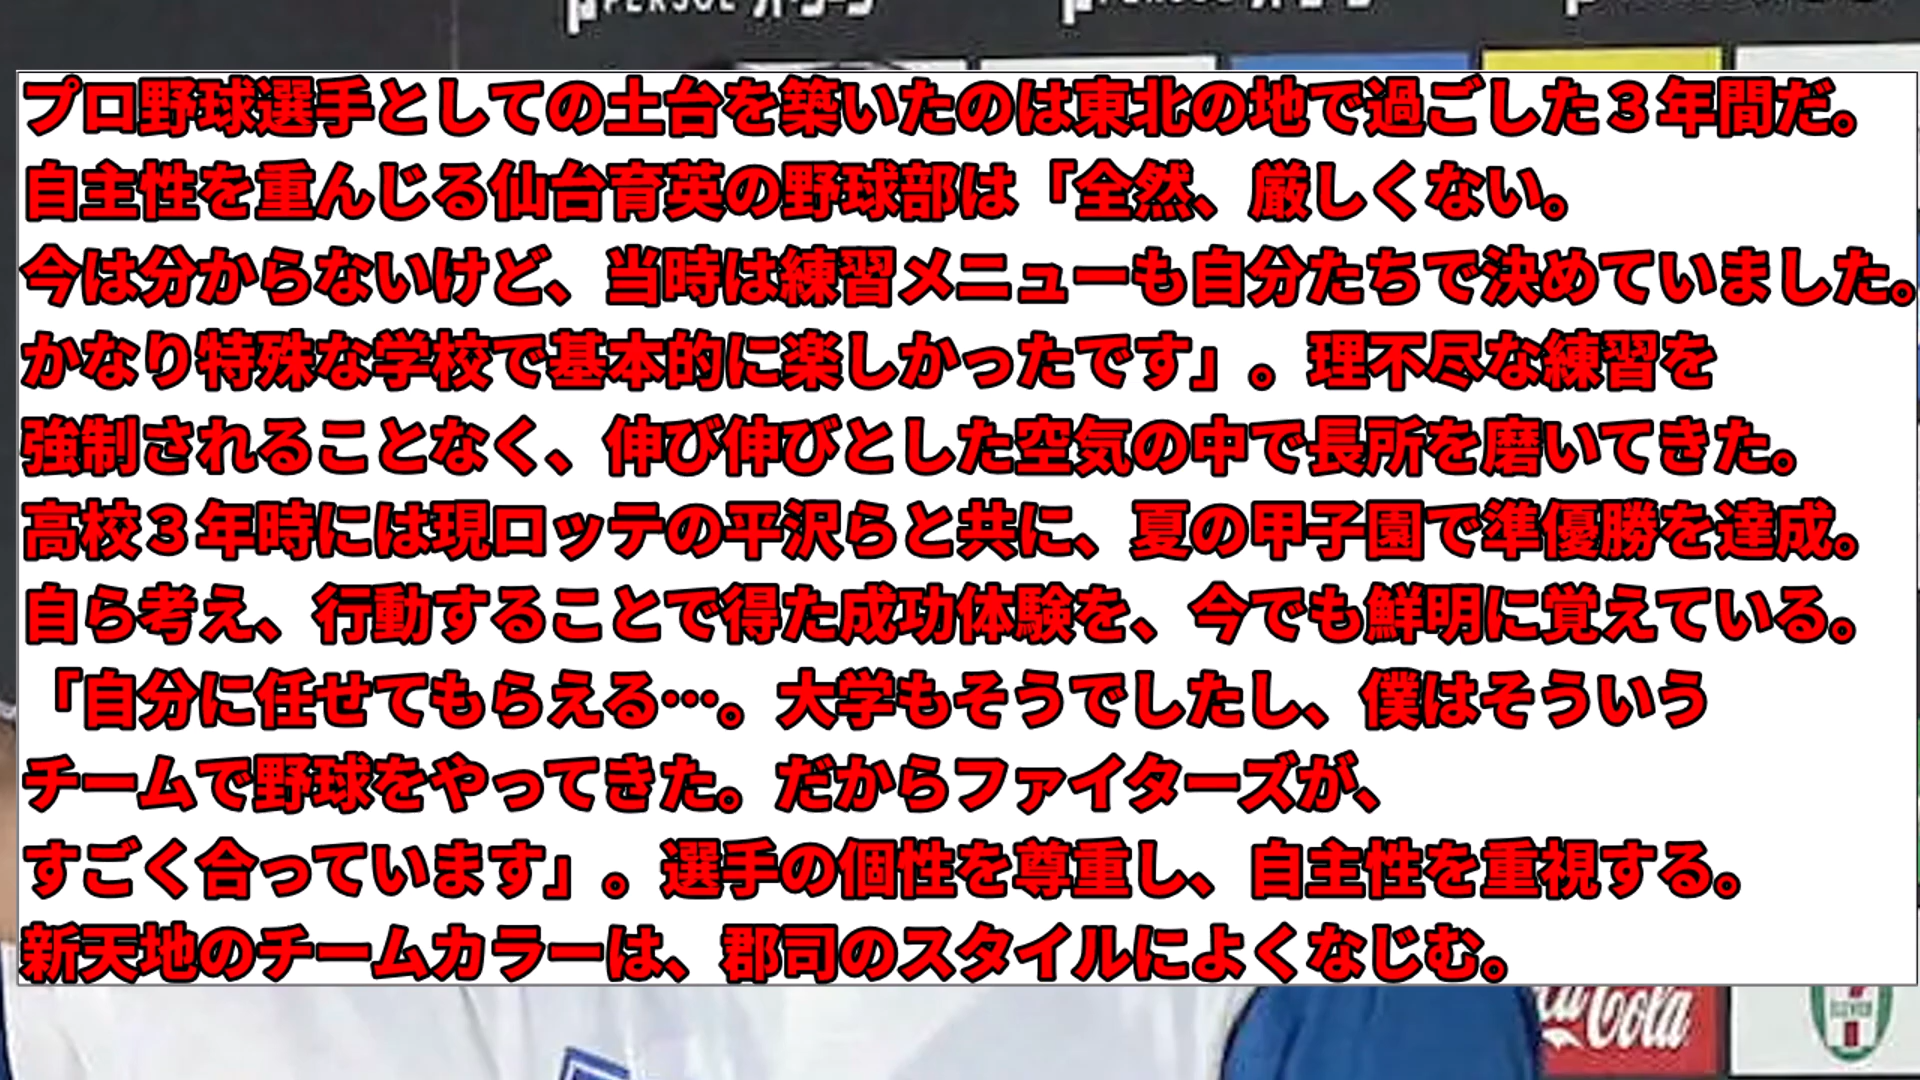 PERSOL パ・リーグ
プロ野球選手としての土台を築いたのは東北の地で過ごした３年間だ。
自主性を重んじる仙台育英の野球部は「全然、厳しくない。
今は分からないけど、当時は練習メニューも自分たちで決めていました。
かなり特殊な学校で基本的に楽しかったです」。理不尽な練習を
強制されることなく、伸び伸びとした空気の中で長所を磨いてきた。
高校３年時には現ロッテの平沢らと共に、夏の甲子園で準優勝を達成。
自ら考え、行動することで得た成功体験を、今でも鮮明に覚えている。
「自分に任せてもらえる…。大学もそうでしたし、僕はそういう
チームで野球をやってきた。だからファイターズが、
すごく合っています」。選手の個性を尊重し、自主性を重視する。
新天地のチームカラーは、郡司のスタイルによくなじむ。
Coca Cola